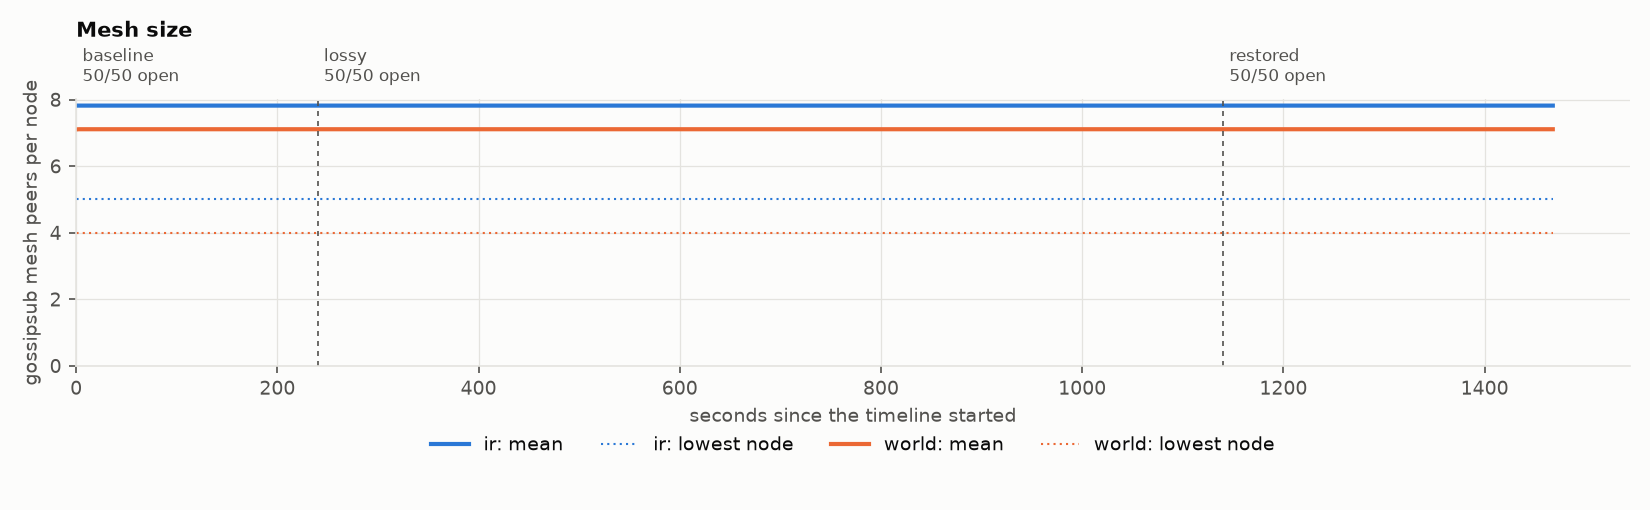 Mesh size
baseline
50/50 open
lossy
50/50 open
restored
50/50 open
gossipsub mesh peers per node
8
6
4
2
0
0 200 400 600 800 1000 1200 1400
seconds since the timeline started
ir: mean ir: lowest node world: mean world: lowest node